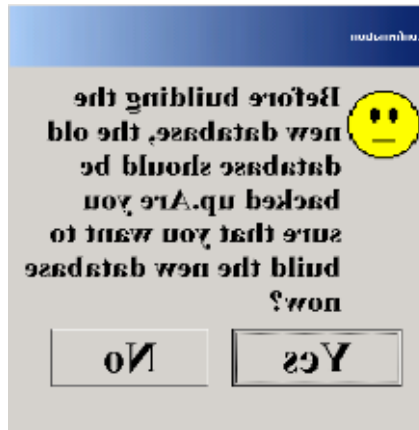 Information
Before building the
new database, the old
database should be
backed up.Are you
sure that you want to
build the new database
now?
Yes
No